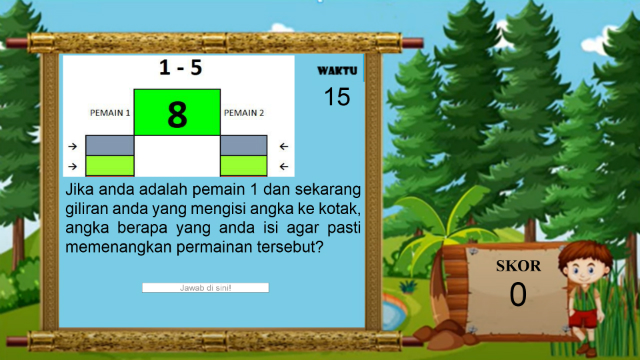 1 - 5
WAKTU
15
PEMAIN 1
8
PEMAIN 2
→
←
→
←
Jika anda adalah pemain 1 dan sekarang
giliran anda yang mengisi angka ke kotak,
angka berapa yang anda isi agar pasti
memenangkan permainan tersebut?
Jawab di sini!
SKOR
0